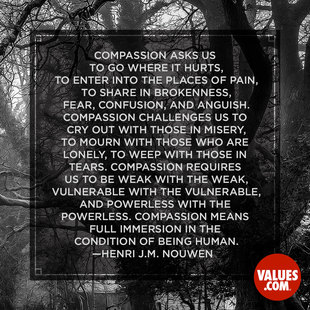 COMPASSION ASKS US
TO GO WHERE IT HURTS,
TO ENTER INTO THE PLACES OF PAIN,
TO SHARE IN BROKENNESS,
FEAR, CONFUSION, AND ANGUISH.
COMPASSION CHALLENGES US TO
CRY OUT WITH THOSE IN MISERY,
TO MOURN WITH THOSE WHO ARE
LONELY, TO WEEP WITH THOSE IN
TEARS. COMPASSION REQUIRES
US TO BE WEAK WITH THE WEAK,
VULNERABLE WITH THE VULNERABLE,
AND POWERLESS WITH THE
POWERLESS. COMPASSION MEANS
FULL IMMERSION IN THE
CONDITION OF BEING HUMAN.
—HENRI J.M. NOUWEN
VALUES
.COM